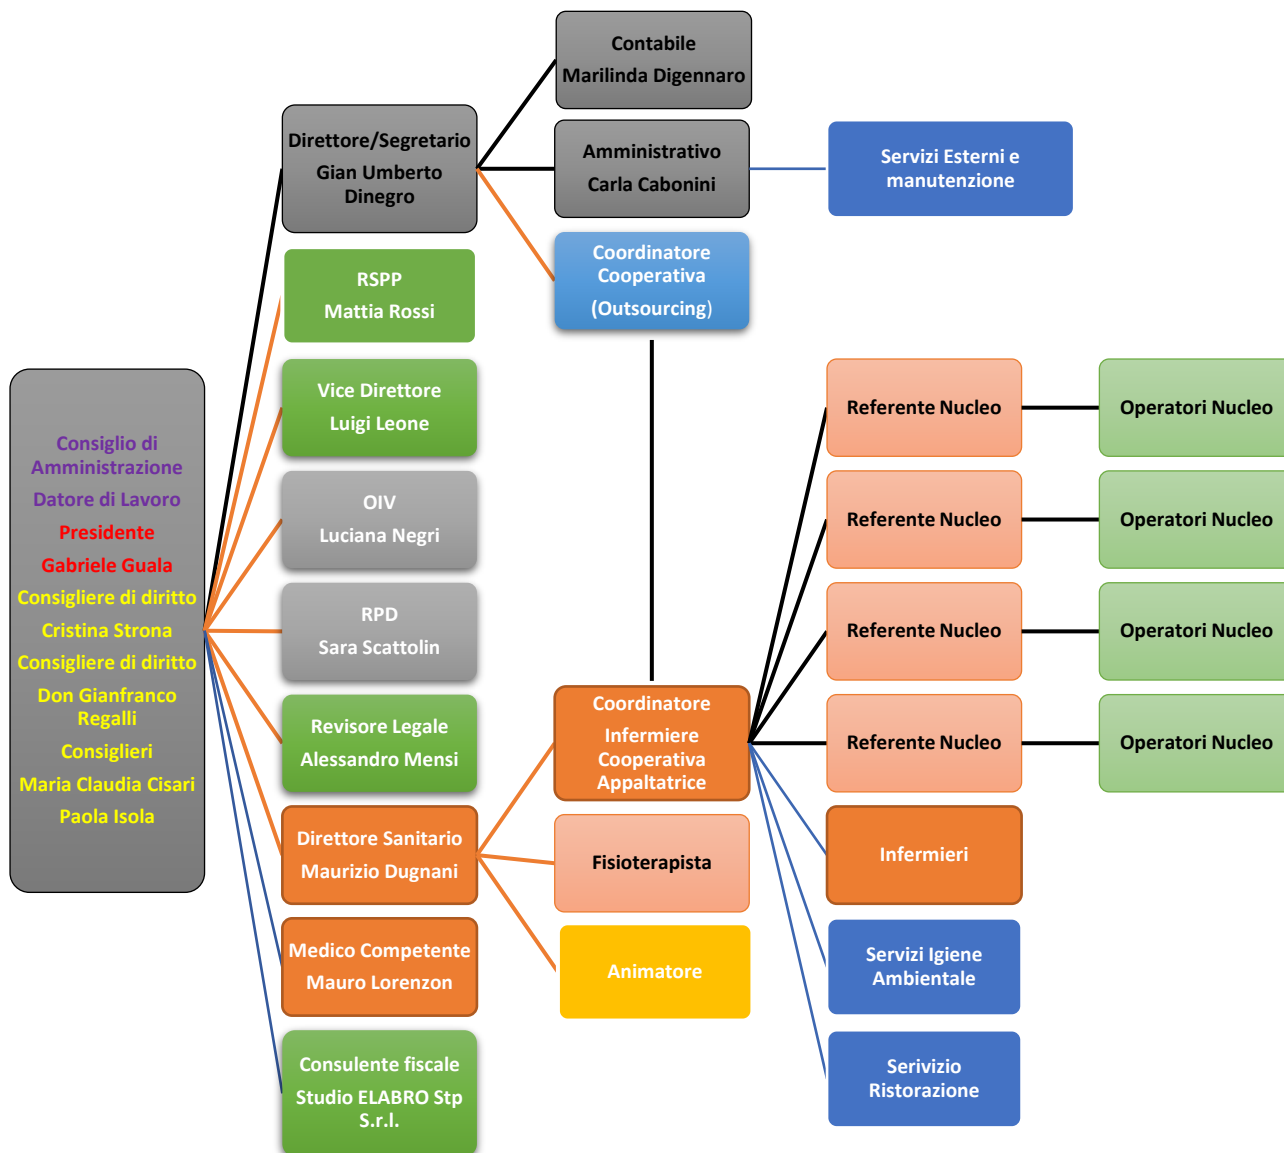 Consiglio di
Amministrazione
Datore di Lavoro
Presidente
Gabriele Guala
Consigliere di diritto
Cristina Strona
Consigliere di diritto
Don Gianfranco
Regalli
Consiglieri
Maria Claudia Cisari
Paola Isola
Direttore/Segretario
Gian Umberto
Dinegro
RSPP
Mattia Rossi
Vice Direttore
Luigi Leone
OIV
Luciana Negri
RPD
Sara Scattolin
Revisore Legale
Alessandro Mensi
Direttore Sanitario
Maurizio Dugnani
Medico Competente
Mauro Lorenzon
Consulente fiscale
Studio ELABRO Stp
S.r.l.
Contabile
Marilinda Digennaro
Amministrativo
Carla Cabonini
Coordinatore
Cooperativa
(Outsourcing)
Coordinatore
Infermiere
Cooperativa
Appaltatrice
Fisioterapista
Animatore
Servizi Esterni e
manutenzione
Referente Nucleo
Operatori Nucleo
Referente Nucleo
Operatori Nucleo
Referente Nucleo
Operatori Nucleo
Referente Nucleo
Operatori Nucleo
Infermieri
Servizi Igiene
Ambientale
Serivizio
Ristorazione